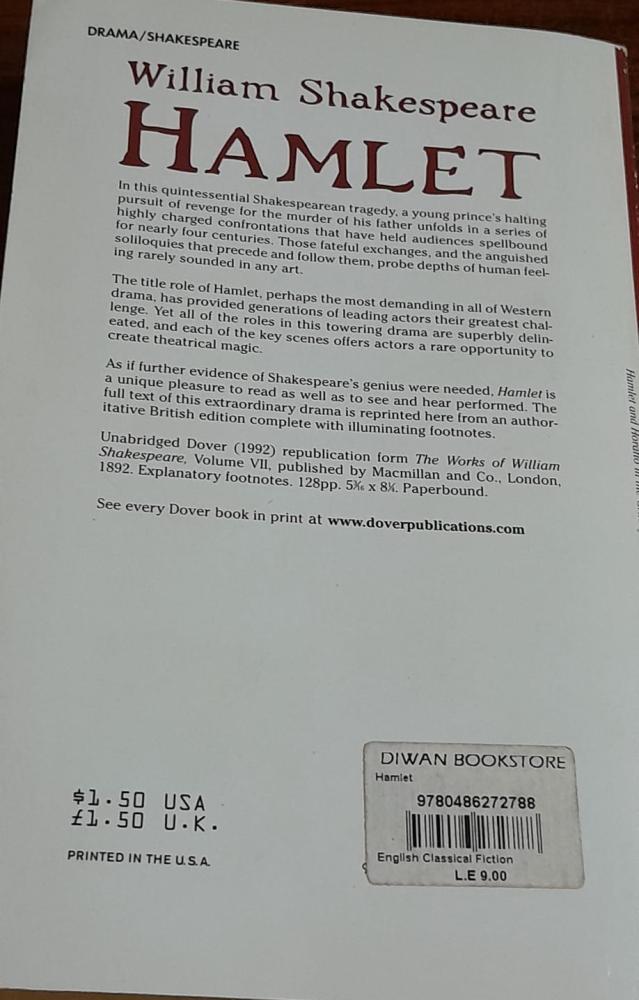 DRAMA/SHAKESPEARE
William Shakespeare
HAMLET
In this quintessential Shakespearean tragedy, a young prince's halting
pursuit of revenge for the murder of his father unfolds in a series of
highly charged confrontations that have held audiences spellbound
for nearly four centuries. Those fateful exchanges, and the anguished
soliloquies that precede and follow them, probe depths of human feel-
ing rarely sounded in any art.
The title role of Hamlet, perhaps the most demanding in all of Western
drama, has provided generations of leading actors their greatest chal-
lenge. Yet all of the roles in this towering drama are superbly delin-
eated, and each of the key scenes offers actors a rare opportunity to
create theatrical magic.
As if further evidence of Shakespeare's genius were needed, Hamlet is
a unique pleasure to read as well as to see and hear performed. The
full text of this extraordinary drama is reprinted here from an author-
itative British edition complete with illuminating footnotes.
Unabridged Dover (1992) republication form The Works of William
Shakespeare, Volume VII, published by Macmillan and Co., London,
1892. Explanatory footnotes. 128pp. 5³⁄₁₆ x 8¼. Paperbound.
See every Dover book in print at www.doverpublications.com
$1.50 USA
£1.50 U.K.
PRINTED IN THE U.S.A.
DIWAN BOOKSTORE
Hamlet
9780486272788
English Classical Fiction
L.E 9.00
Hamlet and Horatio in the